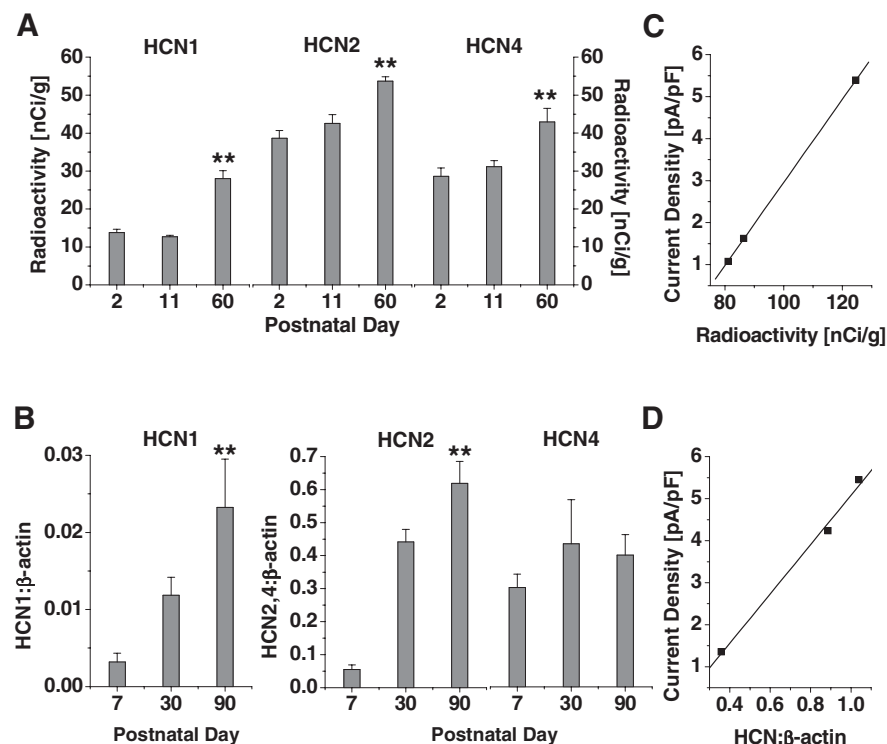 A
HCN1 HCN2 HCN4
Radioactivity [nCi/g]
60
50
40
30
20
10
0
** ** **
60
50
40
30
20
10
0
Radioactivity [nCi/g]
2 11 60 2 11 60 2 11 60
Postnatal Day
C
Current Densitiy [pA/pF]
6
5
4
3
2
1
80 100 120
Radioactivity [nCi/g]
B
HCN1
HCN1:β-actin
0.03
0.02
0.01
0.00
**
7 30 90
Postnatal Day
HCN2 HCN4
HCN2,4:β-actin
0.7
0.6
0.5
0.4
0.3
0.2
0.1
0.0
**
7 30 90 7 30 90
Postnatal Day
D
Current Density [pA/pF]
6
5
4
3
2
1
0.4 0.6 0.8 1.0
HCN:β-actin